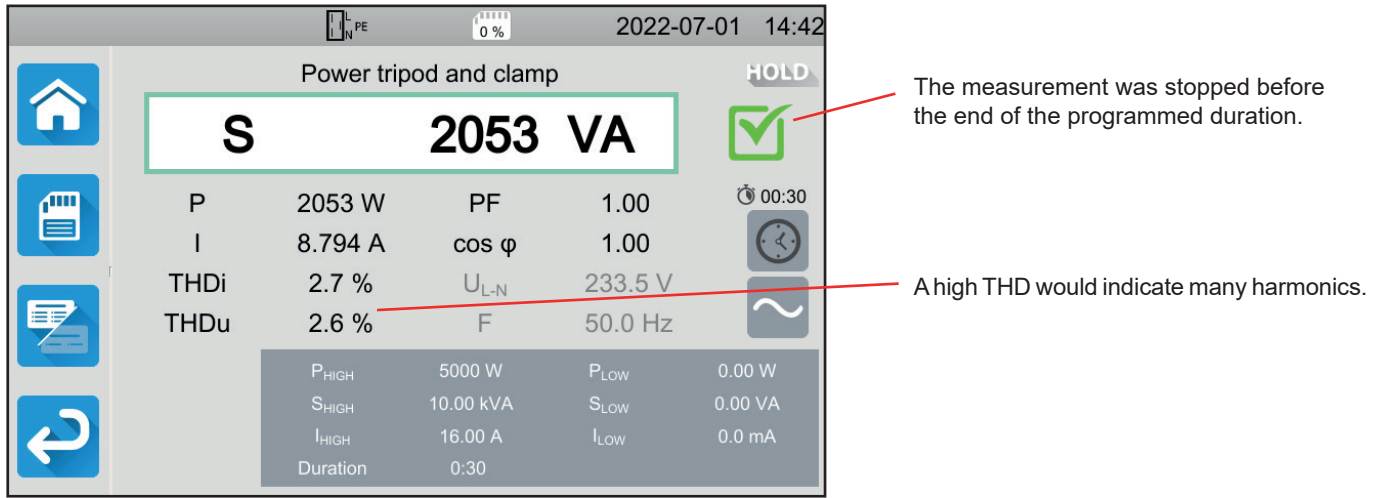 L
N PE
0 %
2022-07-01 14:42
Power tripod and clamp
HOLD
S 2053 VA
The measurement was stopped before
the end of the programmed duration.
P 2053 W PF 1.00
00:30
I 8.794 A cos φ 1.00
THDi 2.7 % UL-N 233.5 V
A high THD would indicate many harmonics.
THDu 2.6 % F 50.0 Hz
PHIGH 5000 W PLOW 0.00 W
SHIGH 10.00 kVA SLOW 0.00 VA
IHIGH 16.00 A ILOW 0.0 mA
Duration 0:30